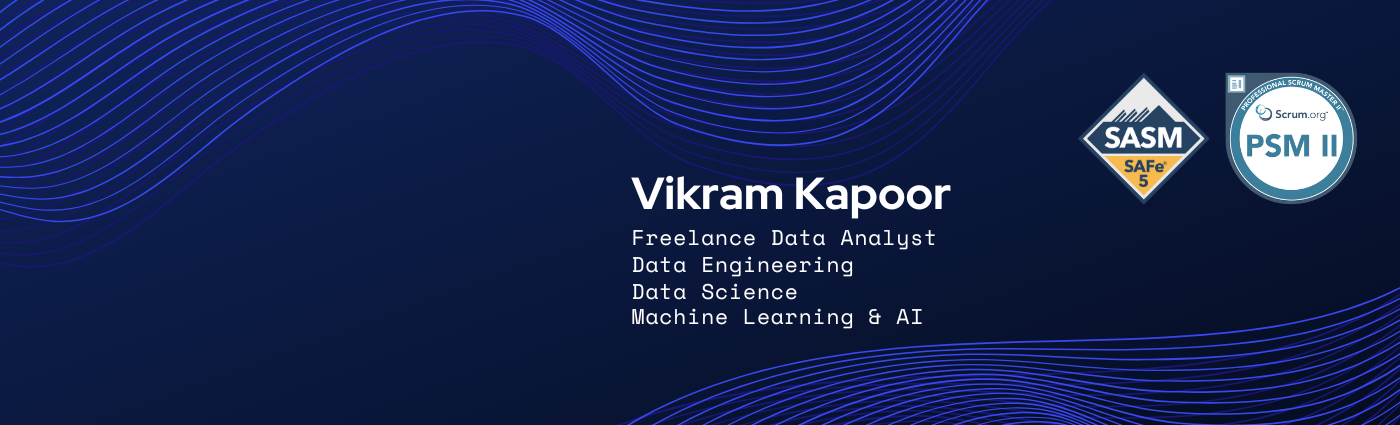 Vikram Kapoor
Freelance Data Analyst
Data Engineering
Data Science
Machine Learning & AI
SASM
SAFe®
5
PROFESSIONAL SCRUM MASTER II
Scrum.org
PSM II